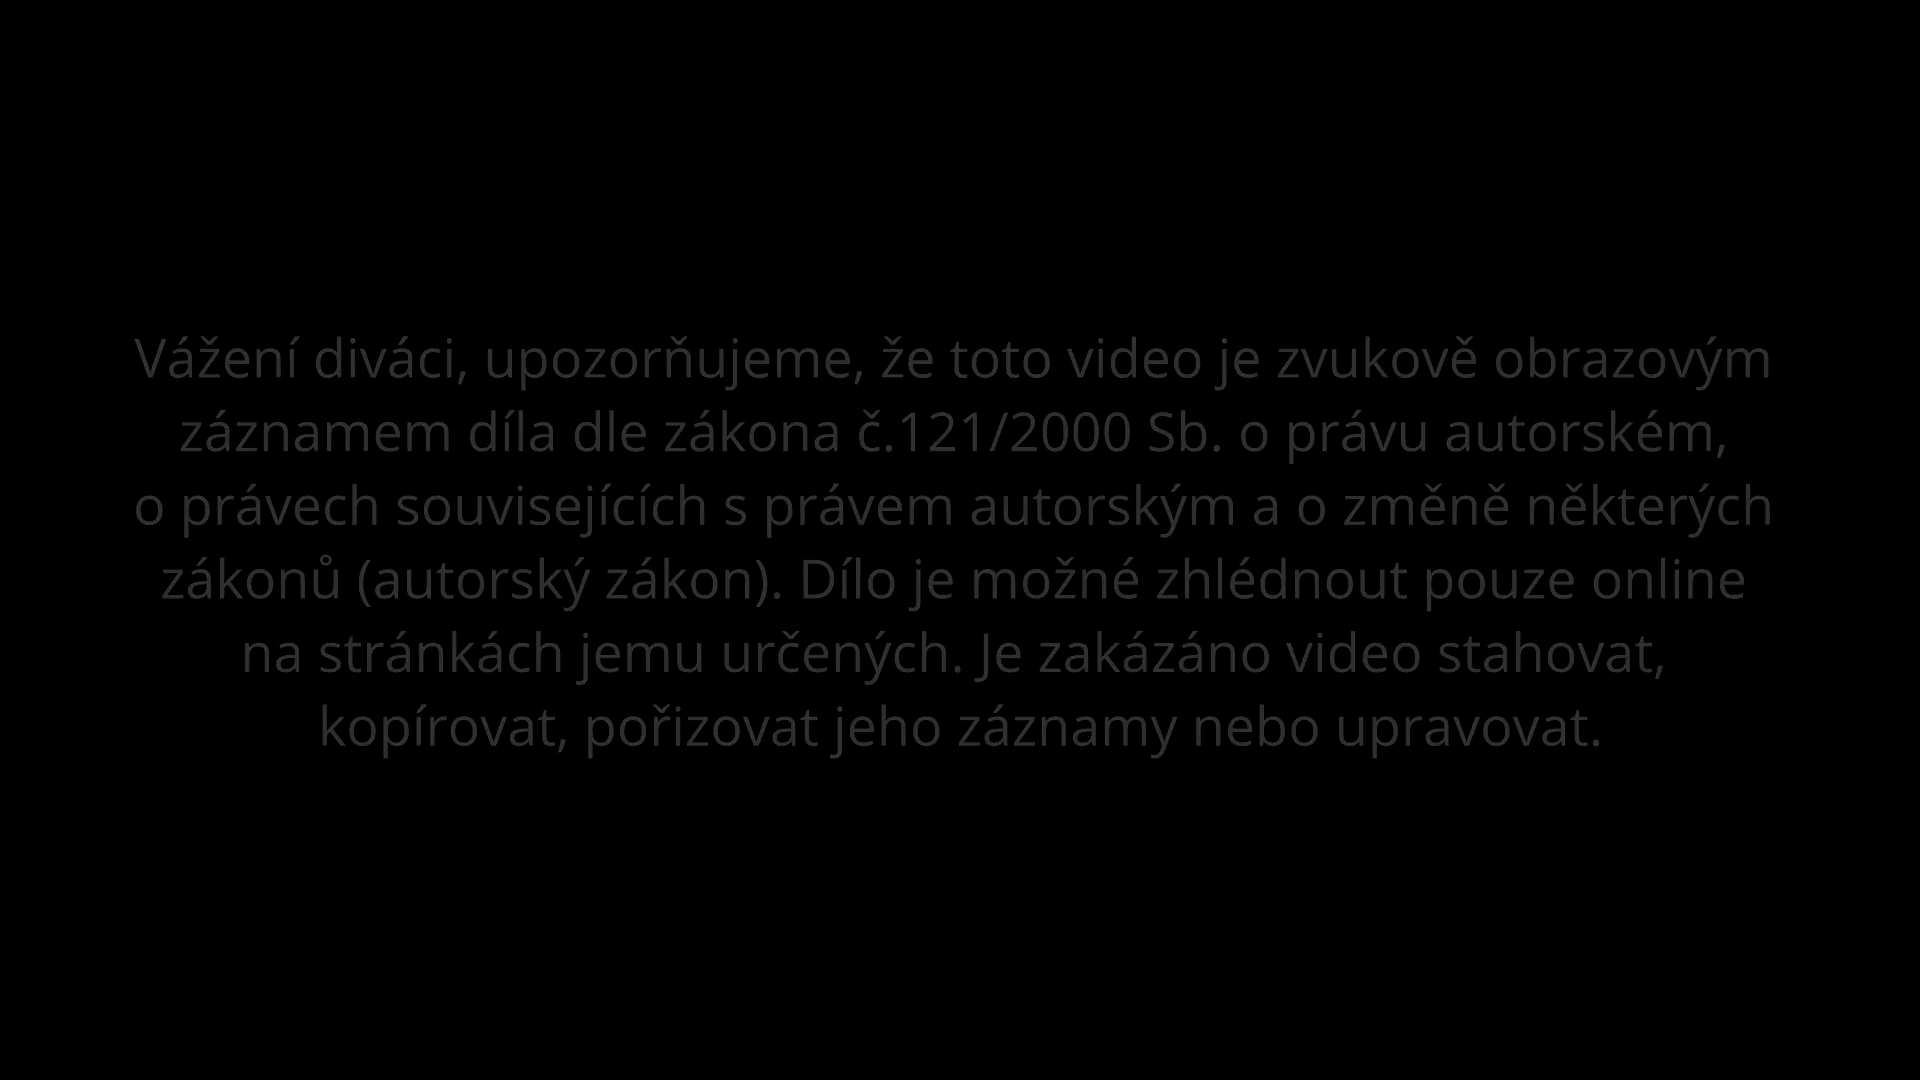 Vážení diváci, upozorňujeme, že toto video je zvukově obrazovým
záznamem díla dle zákona č.121/2000 Sb. o právu autorském,
o právech souvisejících s právem autorským a o změně některých
zákonů (autorský zákon). Dílo je možné zhlédnout pouze online
na stránkách jemu určených. Je zakázáno video stahovat,
kopírovat, pořizovat jeho záznamy nebo upravovat.